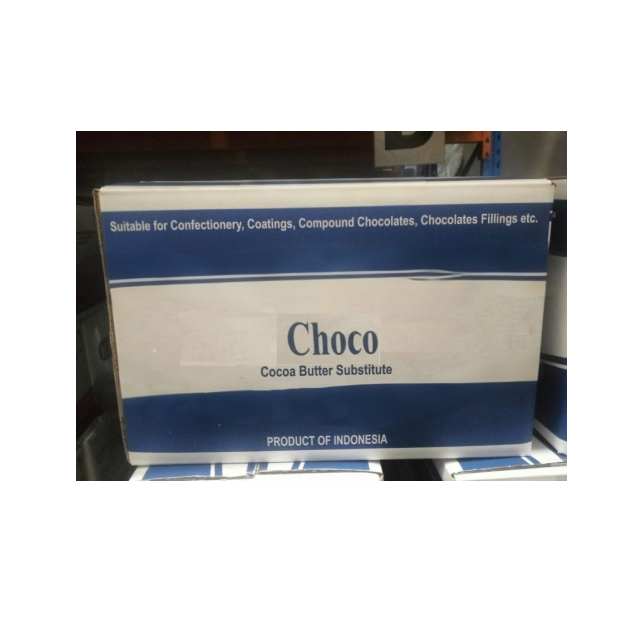 D
Suitable for Confectionery, Coatings, Compound Chocolates, Chocolates Fillings etc.
Choco
Cocoa Butter Substitute
PRODUCT OF INDONESIA